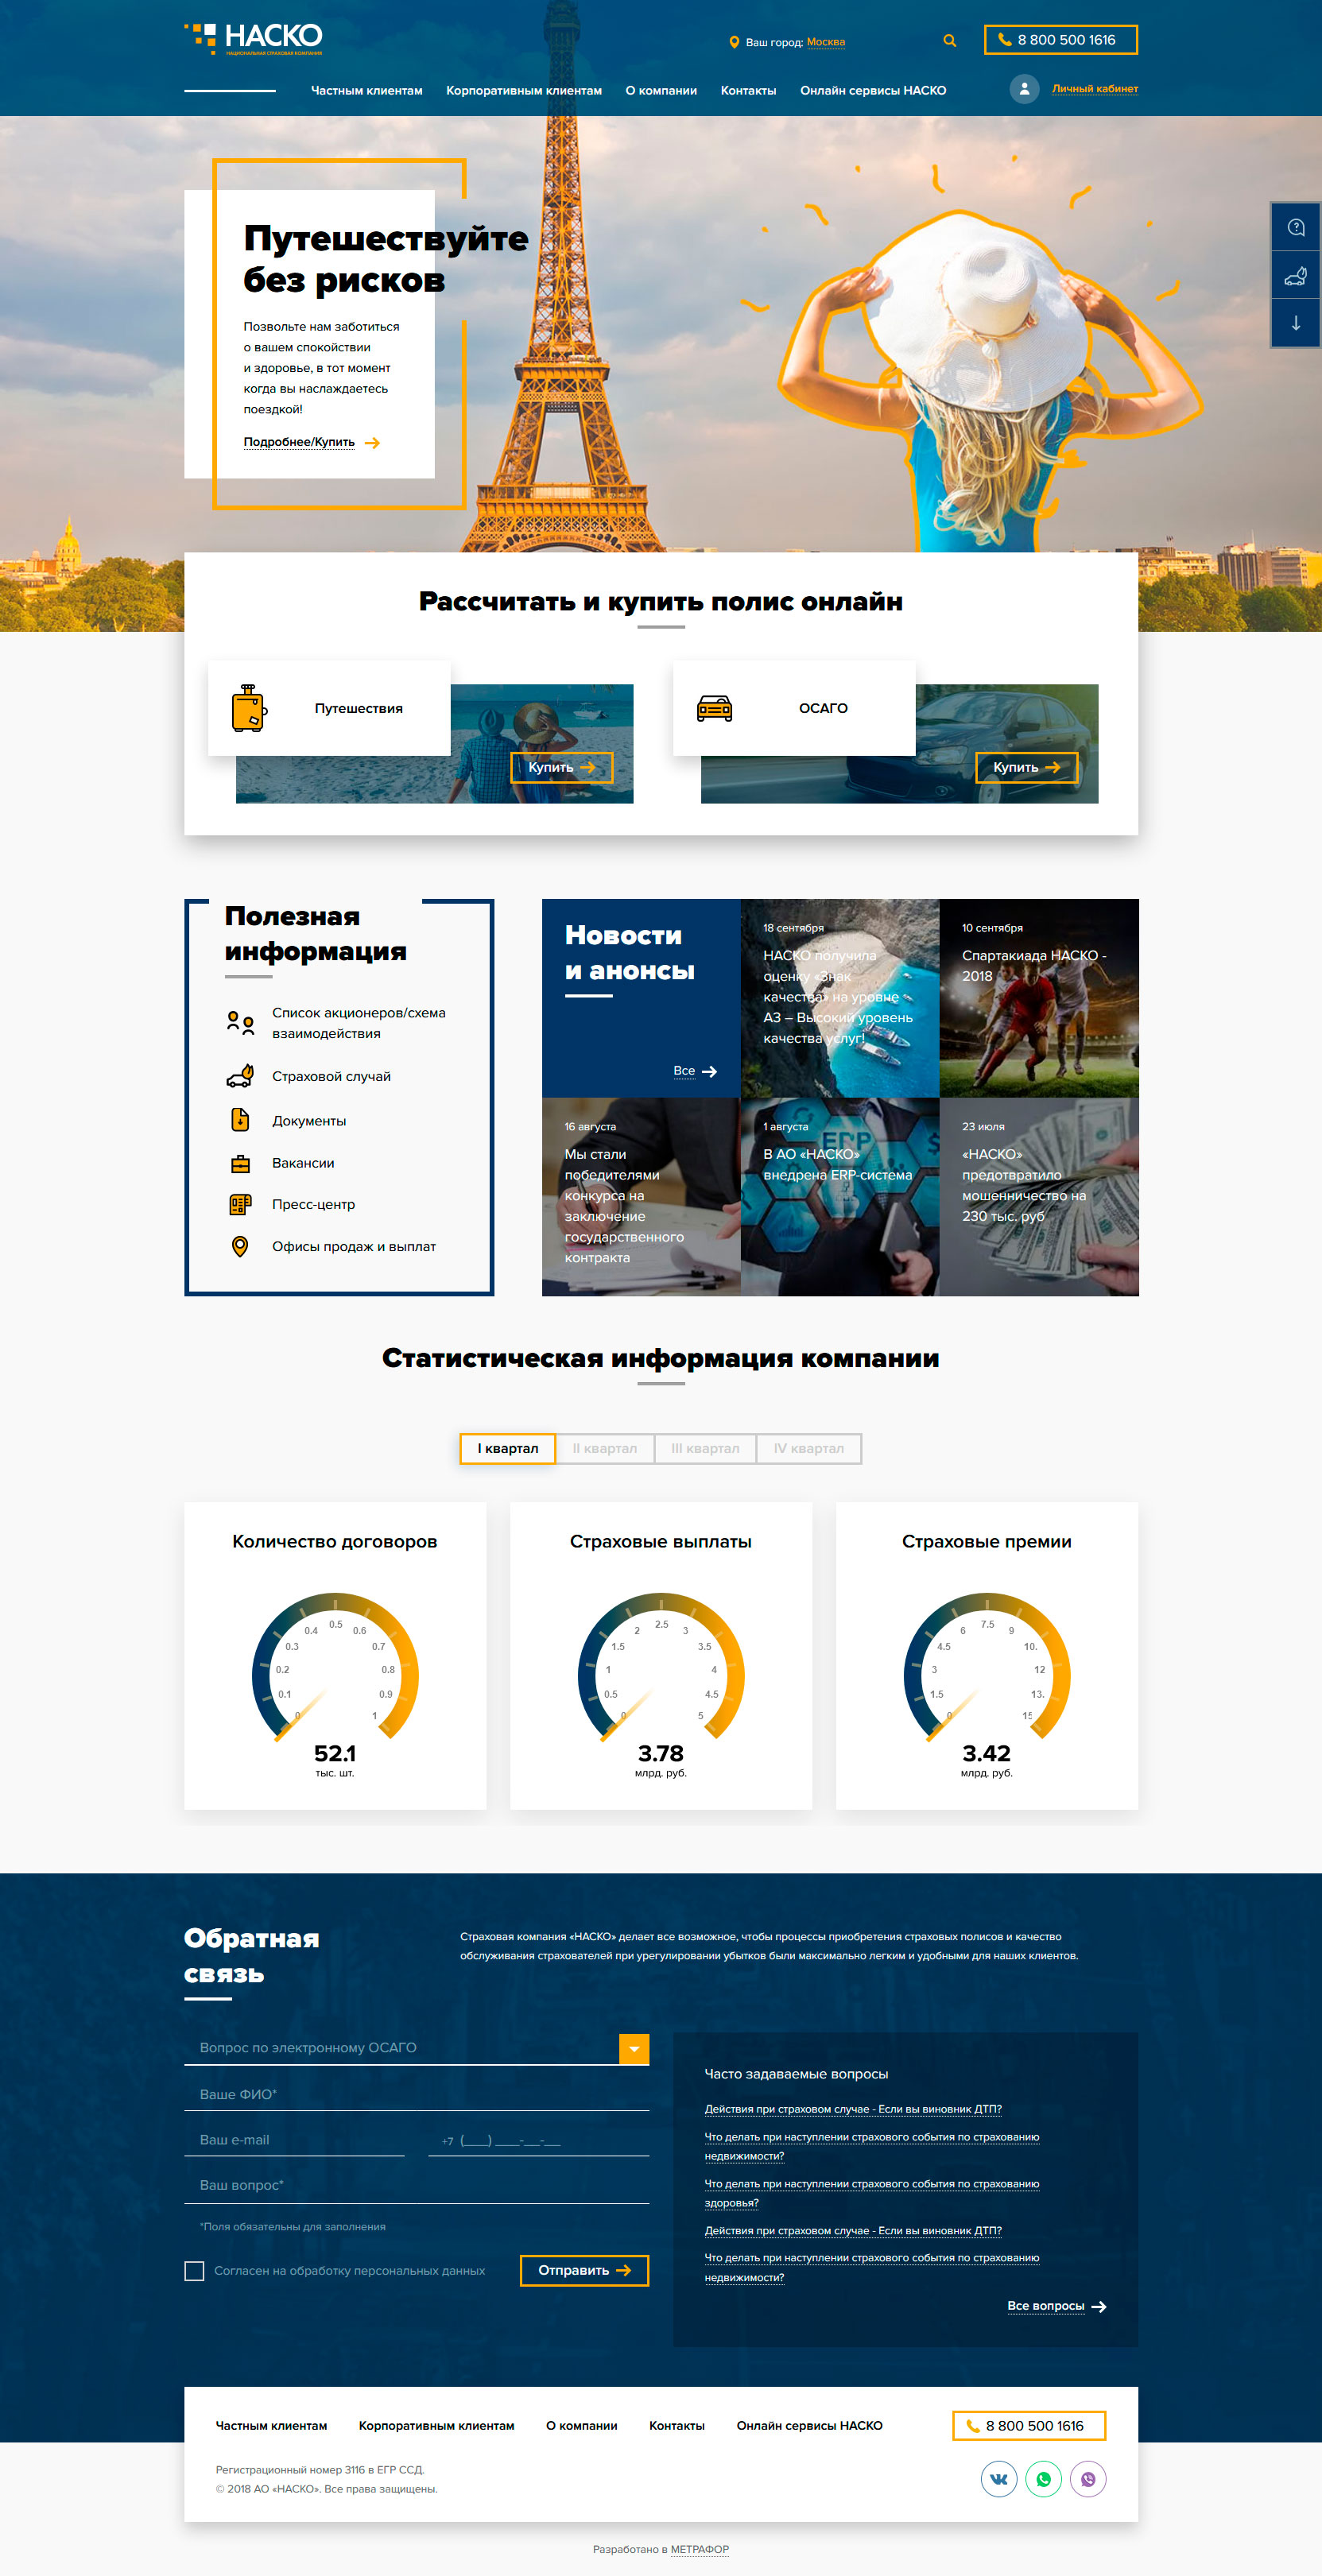 НАСКО
НАЦИОНАЛЬНАЯ СТРАХОВАЯ КОМПАНИЯ
Ваш город: Москва
8 800 500 1616
Частным клиентам
Корпоративным клиентам
О компании
Контакты
Онлайн сервисы НАСКО
Личный кабинет
Путешествуйте
без рисков
Позвольте нам заботиться
о вашем спокойствии
и здоровье, в тот момент
когда вы наслаждаетесь
поездкой!
Подробнее/Купить
Рассчитать и купить полис онлайн
Путешествия
Купить
ОСАГО
Купить
Полезная
информация
Список акционеров/схема
взаимодействия
Страховой случай
Документы
Вакансии
Пресс-центр
Офисы продаж и выплат
Новости
и анонсы
Все
18 сентября
НАСКО получила
оценку «Знак
качества» на уровне
А3 – Высокий уровень
качества услуг!
10 сентября
Спартакиада НАСКО -
2018
16 августа
Мы стали
победителями
конкурса на
заключение
государственного
контракта
1 августа
В АО «НАСКО»
внедрена ERP-система
ERP
$
23 июля
«НАСКО»
предотвратило
мошенничество на
230 тыс. руб
Статистическая информация компании
I квартал
II квартал
III квартал
IV квартал
Количество договоров
0
0.1
0.2
0.3
0.4
0.5
0.6
0.7
0.8
0.9
1
52.1
тыс. шт.
Страховые выплаты
0
0.5
1
1.5
2
2.5
3
3.5
4
4.5
5
3.78
млрд. руб.
Страховые премии
0
1.5
3
4.5
6
7.5
9
10.
12
13.
15
3.42
млрд. руб.
Обратная
связь
Страховая компания «НАСКО» делает все возможное, чтобы процессы приобретения страховых полисов и качество
обслуживания страхователей при урегулировании убытков были максимально легким и удобными для наших клиентов.
Вопрос по электронному ОСАГО
Ваше ФИО*
Ваш e-mail
+7 (___) ___-__-__
Ваш вопрос*
*Поля обязательны для заполнения
Согласен на обработку персональных данных
Отправить
Часто задаваемые вопросы
Действия при страховом случае - Если вы виновник ДТП?
Что делать при наступлении страхового события по страхованию
недвижимости?
Что делать при наступлении страхового события по страхованию
здоровья?
Действия при страховом случае - Если вы виновник ДТП?
Что делать при наступлении страхового события по страхованию
недвижимости?
Все вопросы
Частным клиентам
Корпоративным клиентам
О компании
Контакты
Онлайн сервисы НАСКО
8 800 500 1616
Регистрационный номер 3116 в ЕГР ССД.
© 2018 АО «НАСКО». Все права защищены.
Разработано в МЕТРАФОР